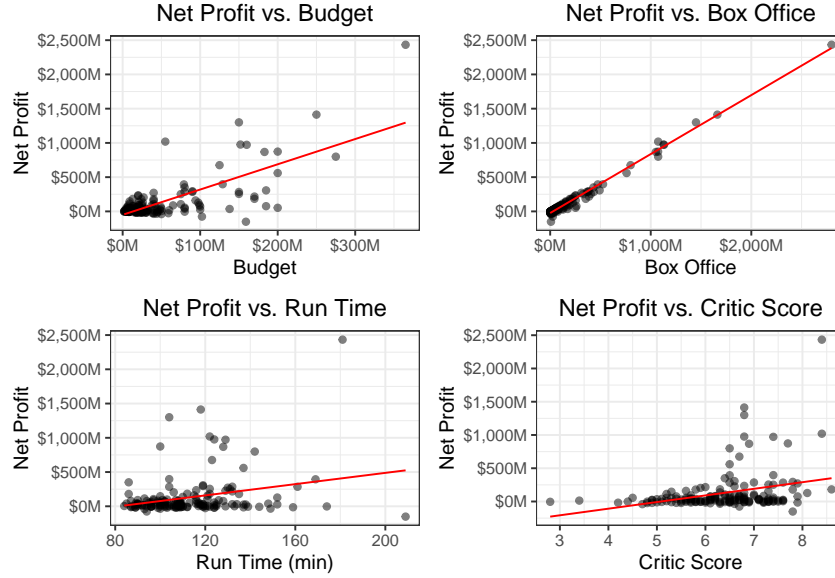 Net Profit vs. Budget
$2,500M
$2,000M
$1,500M
$1,000M
$500M
$0M
Net Profit
$0M $100M $200M $300M
Budget
Net Profit vs. Box Office
$2,500M
$2,000M
$1,500M
$1,000M
$500M
$0M
Net Profit
$0M $1,000M $2,000M
Box Office
Net Profit vs. Run Time
$2,500M
$2,000M
$1,500M
$1,000M
$500M
$0M
Net Profit
80 120 160 200
Run Time (min)
Net Profit vs. Critic Score
$2,500M
$2,000M
$1,500M
$1,000M
$500M
$0M
Net Profit
3 4 5 6 7 8
Critic Score